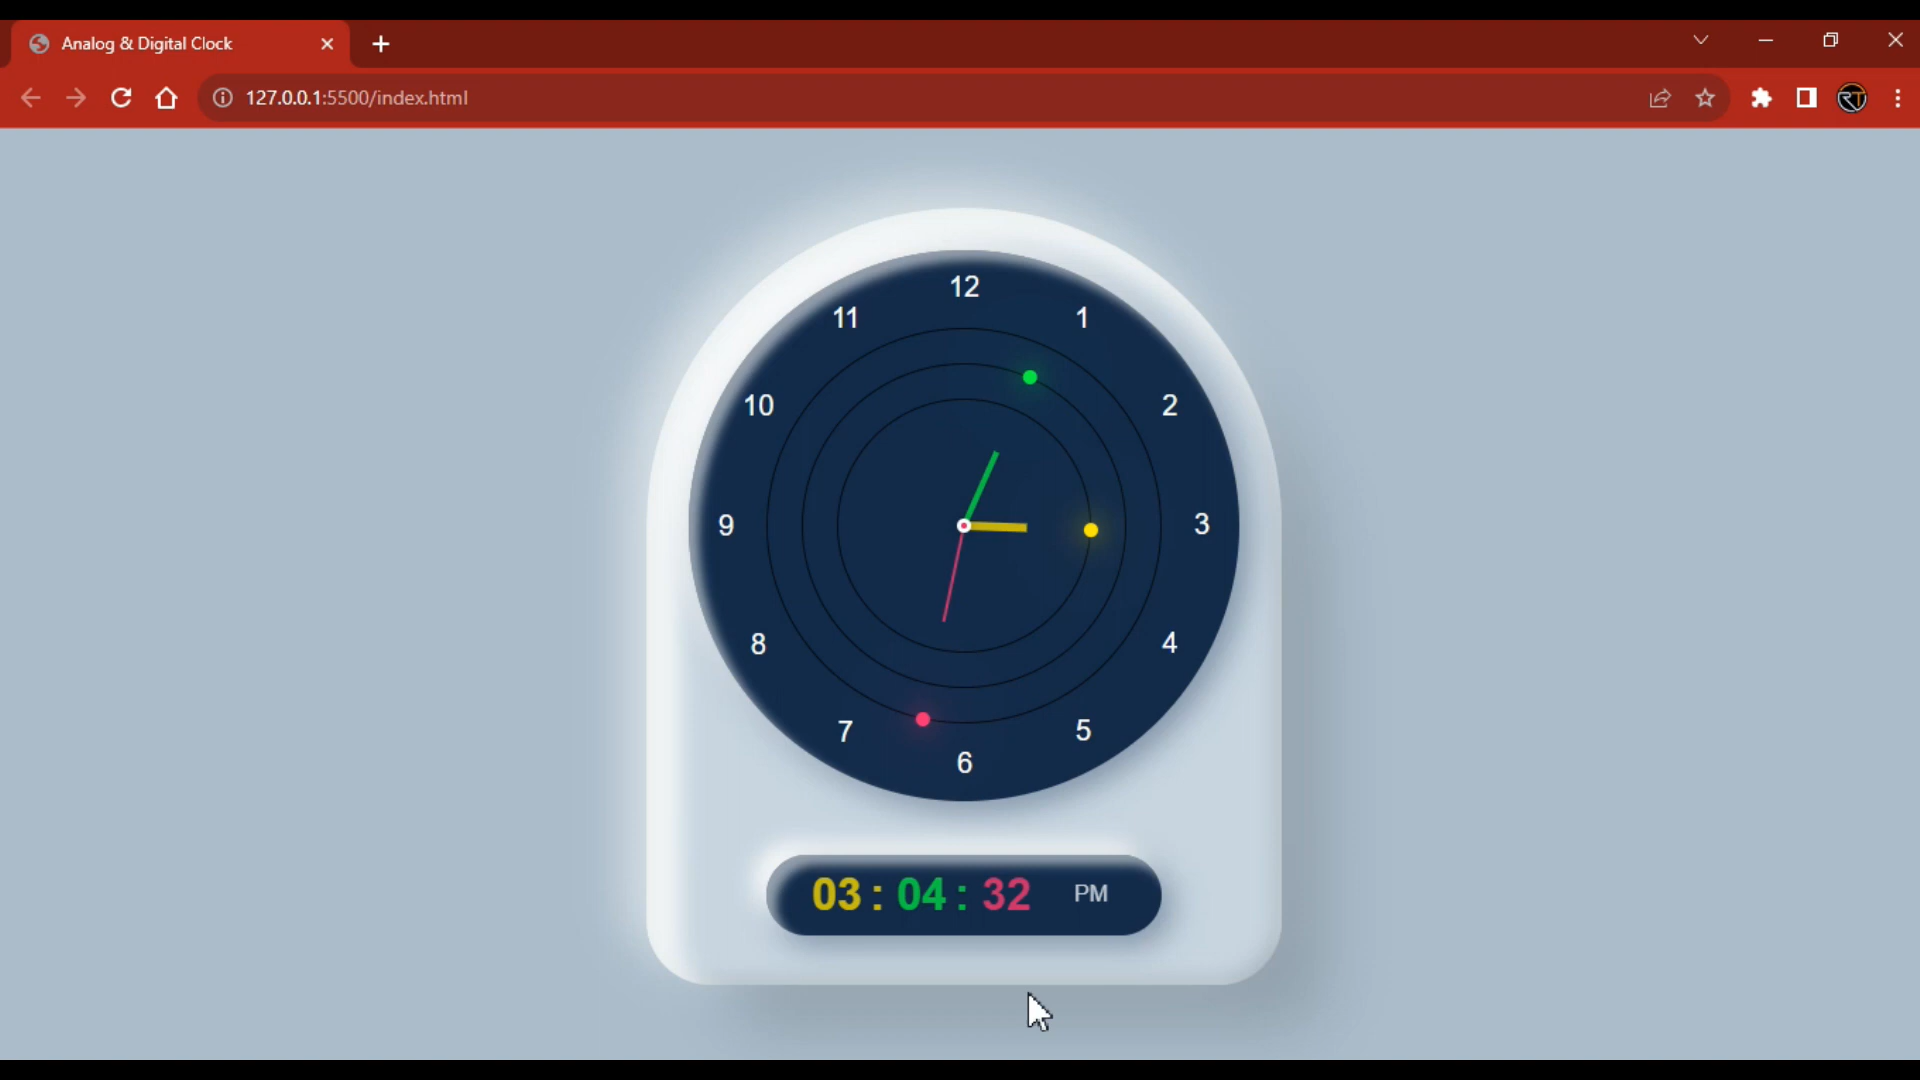 Analog & Digital Clock
127.0.0.1:5500/index.html
RT
12
11 1
10 2
9 3
8 4
7 5
6
03 : 04 : 32 PM